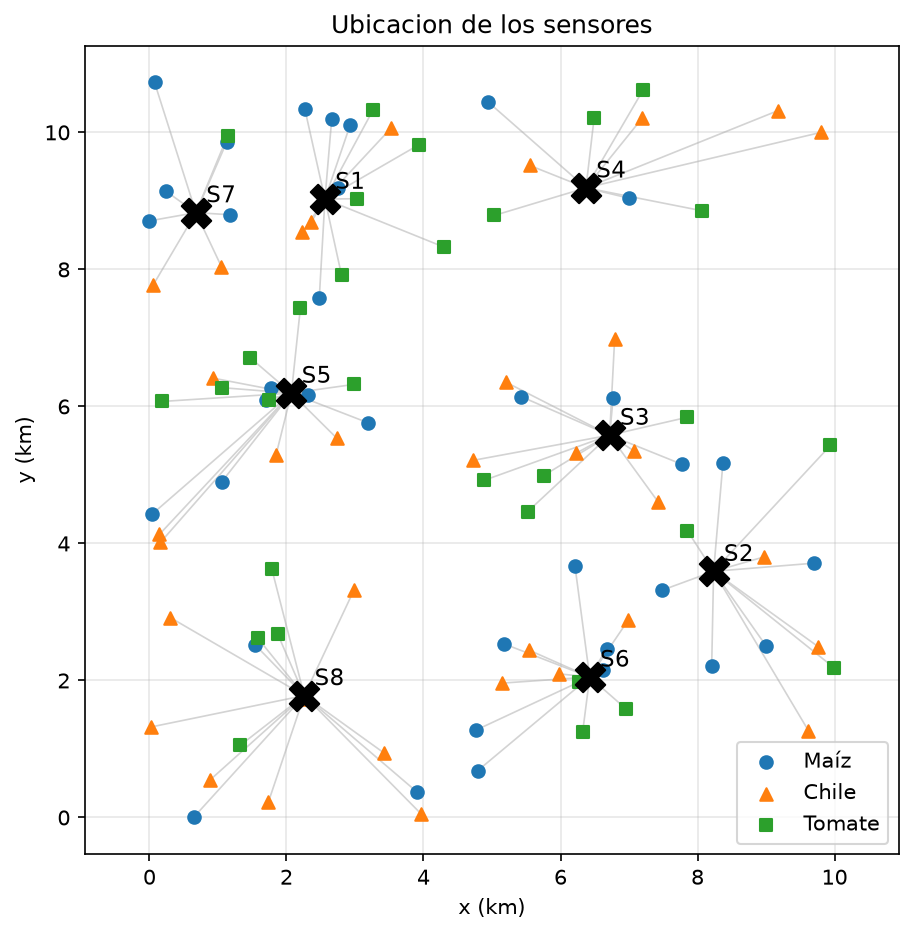 Ubicacion de los sensores
y (km)
10
8
6
4
2
0
S7
S1
S4
S5
S3
S2
S6
S8
Maíz
Chile
Tomate
0 2 4 6 8 10
x (km)